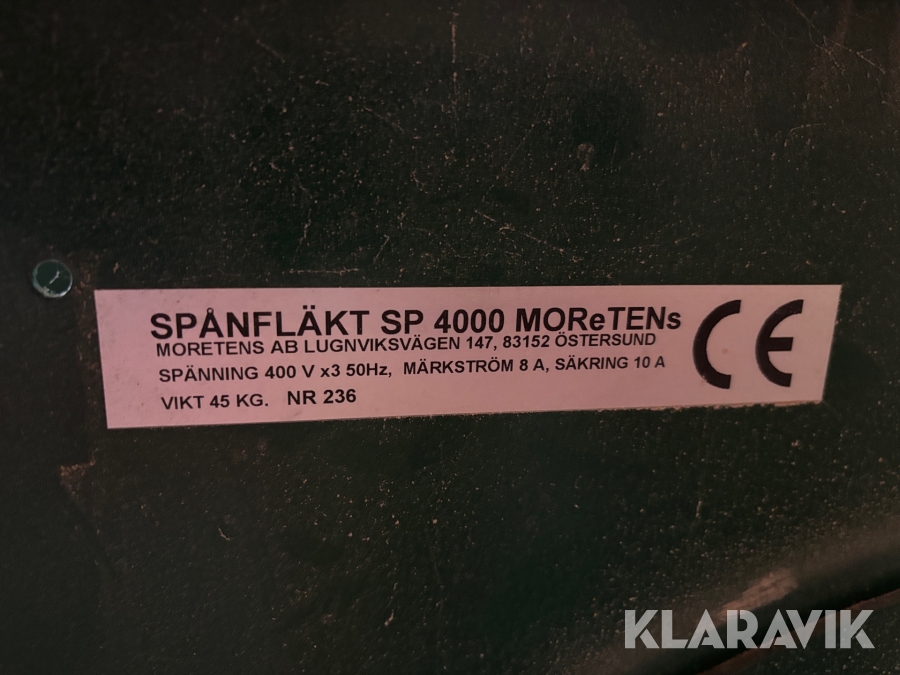 SPÅNFLÄKT SP 4000 MOReTENs
MORETENS AB LUGNVIKSVÄGEN 147, 83152 ÖSTERSUND
SPÄNNING 400 V x3 50Hz, MÄRKSTRÖM 8 A, SÄKRING 10 A
VIKT 45 KG. NR 236
CE
KLARAVIK